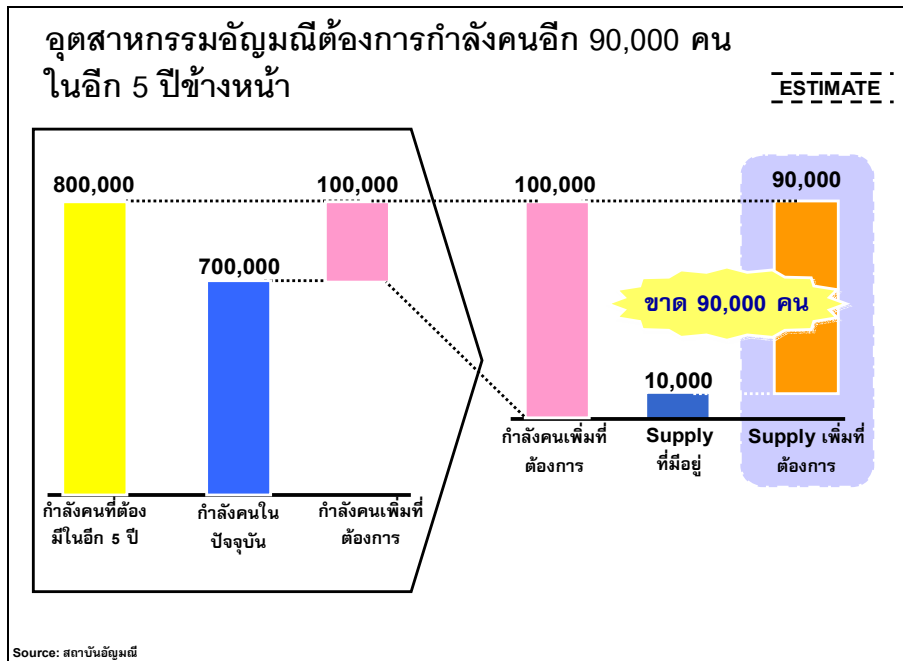 อุตสาหกรรมอัญมณีต้องการกำลังคนอีก 90,000 คน
ในอีก 5 ปีข้างหน้า
ESTIMATE
800,000
100,000
100,000
90,000
700,000
ขาด 90,000 คน
10,000
กำลังคนเพิ่มที่
ต้องการ
Supply
ที่มีอยู่
Supply เพิ่มที่
ต้องการ
กำลังคนที่ต้อง
มีในอีก 5 ปี
กำลังคนใน
ปัจจุบัน
กำลังคนเพิ่มที่
ต้องการ
Source: สถาบันอัญมณี